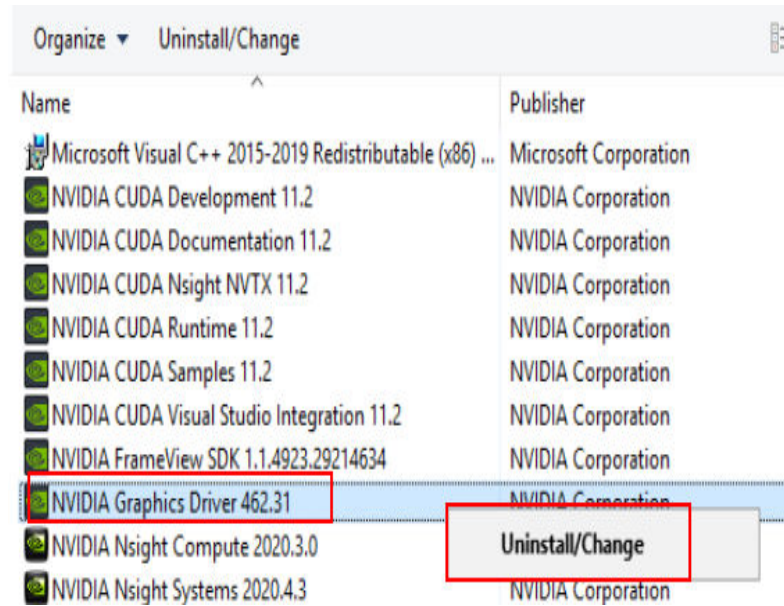 Organize Uninstall/Change
Name Publisher
Microsoft Visual C++ 2015-2019 Redistributable (x86) ... Microsoft Corporation
NVIDIA CUDA Development 11.2 NVIDIA Corporation
NVIDIA CUDA Documentation 11.2 NVIDIA Corporation
NVIDIA CUDA Nsight NVTX 11.2 NVIDIA Corporation
NVIDIA CUDA Runtime 11.2 NVIDIA Corporation
NVIDIA CUDA Samples 11.2 NVIDIA Corporation
NVIDIA CUDA Visual Studio Integration 11.2 NVIDIA Corporation
NVIDIA FrameView SDK 1.1.4923.29214634 NVIDIA Corporation
NVIDIA Graphics Driver 462.31 NVIDIA Corporation
Uninstall/Change
NVIDIA Nsight Compute 2020.3.0
NVIDIA Nsight Systems 2020.4.3 NVIDIA Corporation